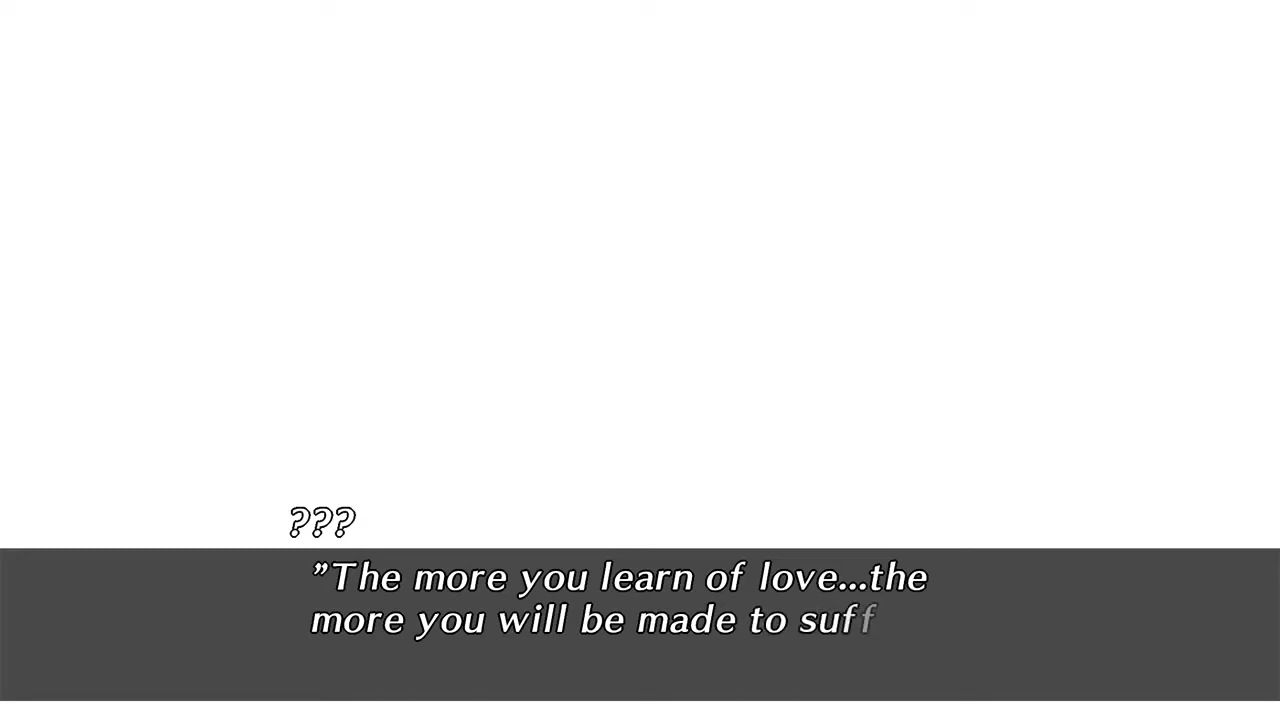 ???
”The more you learn of love...the
more you will be made to suff